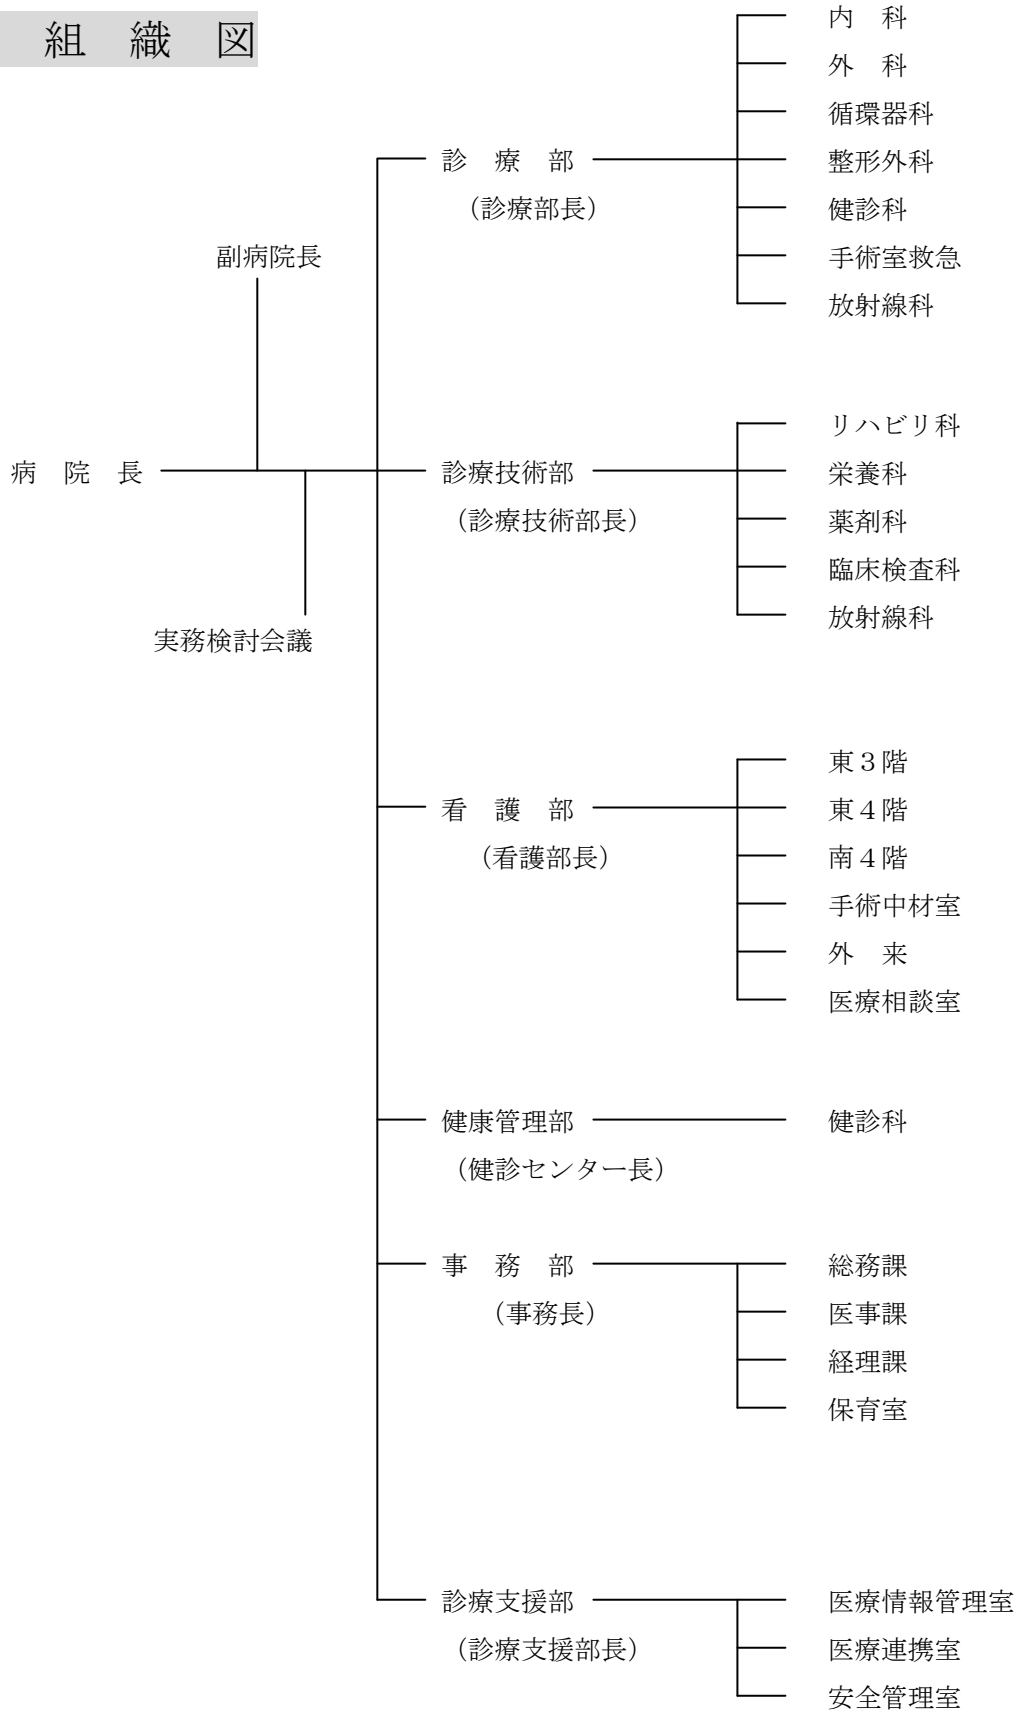 組　織　図
内　科
外　科
循環器科
診　療　部
整形外科
（診療部長）
健診科
副病院長
手術室救急
放射線科
リハビリ科
病　院　長
診療技術部
栄養科
（診療技術部長）
薬剤科
臨床検査科
放射線科
実務検討会議
東３階
看　護　部
東４階
（看護部長）
南４階
手術中材室
外　来
医療相談室
健康管理部
健診科
（健診センター長）
事　務　部
総務課
（事務長）
医事課
経理課
保育室
診療支援部
医療情報管理室
（診療支援部長）
医療連携室
安全管理室